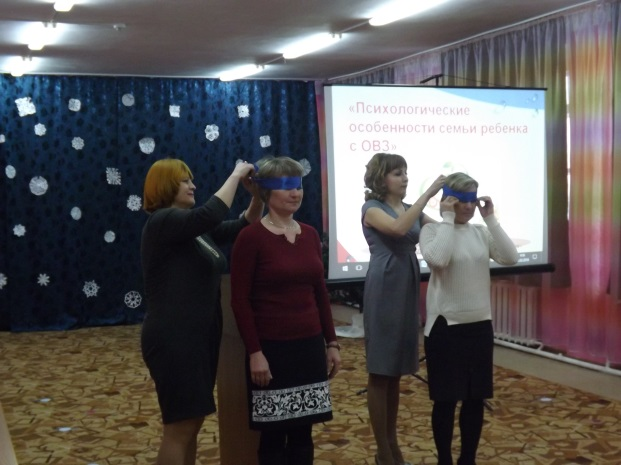 «Психологические
особенности семьи ребенка
с ОВЗ»